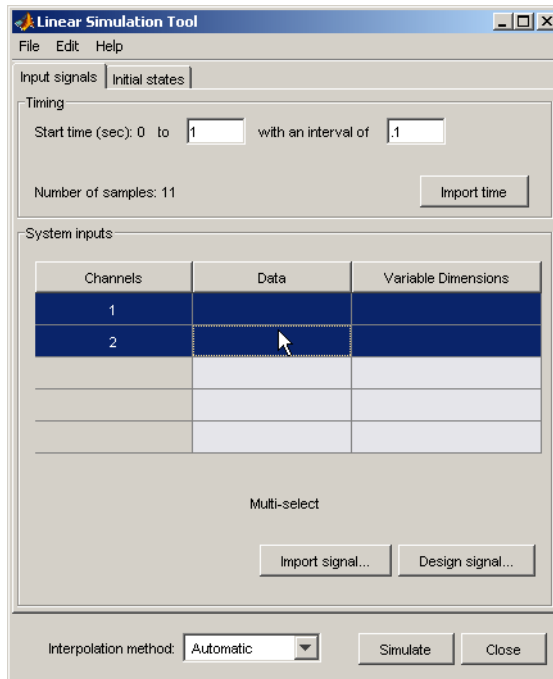 Linear Simulation Tool
File Edit Help
Input signals Initial states
Timing
Start time (sec): 0 to 1 with an interval of .1
Number of samples: 11 Import time
System inputs
Channels Data Variable Dimensions
1
2
Multi-select
Import signal... Design signal...
Interpolation method: Automatic Simulate Close